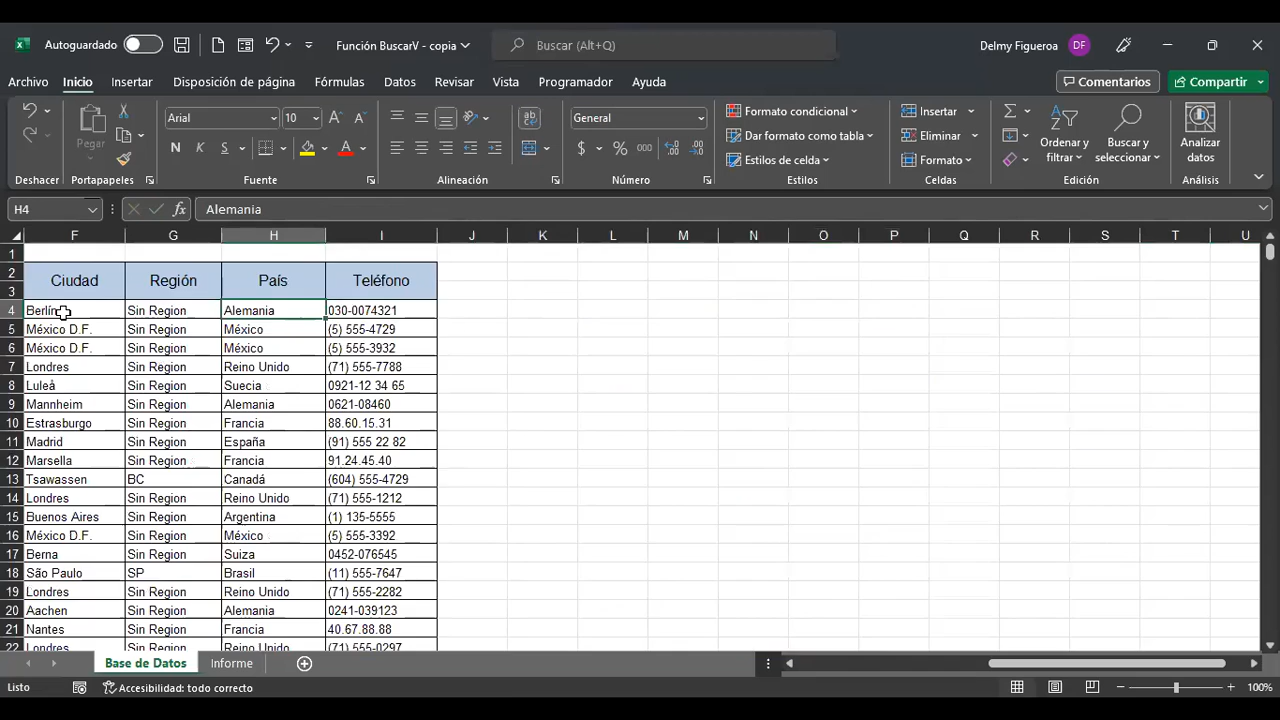 Autoguardado Función BuscarV - copia Buscar (Alt+Q) Delmy Figueroa DF
Archivo Inicio Insertar Disposición de página Fórmulas Datos Revisar Vista Programador Ayuda Comentarios Compartir
Pegar Arial 10 General Formato condicional Insertar
N K S $ % 000 Dar formato como tabla Eliminar Ordenar y filtrar Buscar y seleccionar Analizar datos
Estilos de celda Formato
Deshacer Portapapeles Fuente Alineación Número Estilos Celdas Edición Análisis
H4 fx Alemania
F G H I J K L M N O P Q R S T U
1
2 Ciudad Región País Teléfono
3
4 Berlín Sin Region Alemania 030-0074321
5 México D.F. Sin Region México (5) 555-4729
6 México D.F. Sin Region México (5) 555-3932
7 Londres Sin Region Reino Unido (71) 555-7788
8 Luleå Sin Region Suecia 0921-12 34 65
9 Mannheim Sin Region Alemania 0621-08460
10 Estrasburgo Sin Region Francia 88.60.15.31
11 Madrid Sin Region España (91) 555 22 82
12 Marsella Sin Region Francia 91.24.45.40
13 Tsawassen BC Canadá (604) 555-4729
14 Londres Sin Region Reino Unido (71) 555-1212
15 Buenos Aires Sin Region Argentina (1) 135-5555
16 México D.F. Sin Region México (5) 555-3392
17 Berna Sin Region Suiza 0452-076545
18 São Paulo SP Brasil (11) 555-7647
19 Londres Sin Region Reino Unido (71) 555-2282
20 Aachen Sin Region Alemania 0241-039123
21 Nantes Sin Region Francia 40.67.88.88
22 Londres Sin Region Reino Unido (71) 555-0297
Base de Datos Informe
Listo Accesibilidad: todo correcto 100%